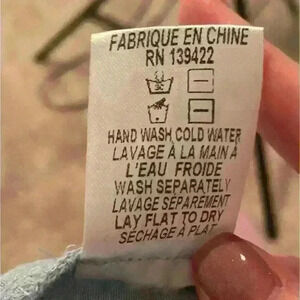 FABRIQUE EN CHINE
RN 139422
HAND WASH COLD WATER
LAVAGE À LA MAIN À
L'EAU FROIDE
WASH SEPARATELY
LAVAGE SÉPARÉMENT
LAY FLAT TO DRY
SÉCHAGE À PLAT